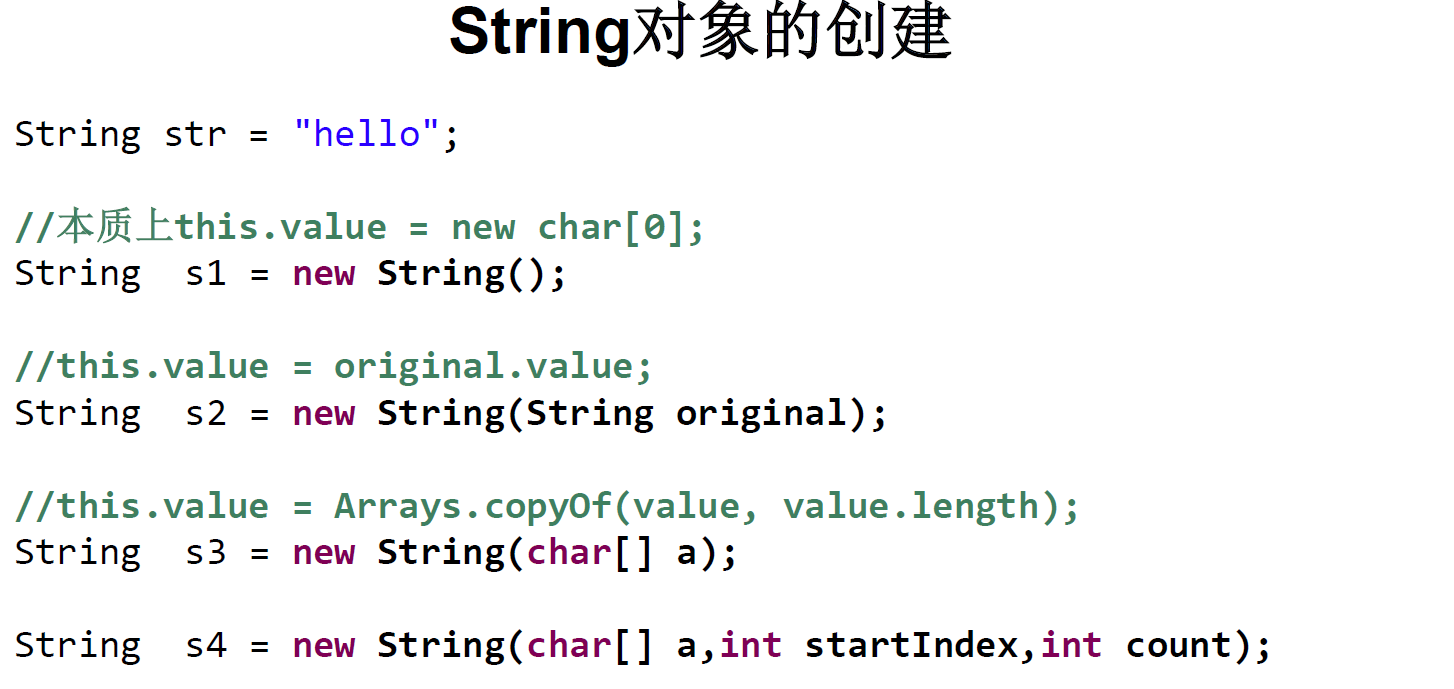 String对象的创建
String str = "hello";
//本质上this.value = new char[0];
String  s1 = new String();
//this.value = original.value;
String  s2 = new String(String original);
//this.value = Arrays.copyOf(value, value.length);
String  s3 = new String(char[] a);
String  s4 = new String(char[] a,int startIndex,int count);